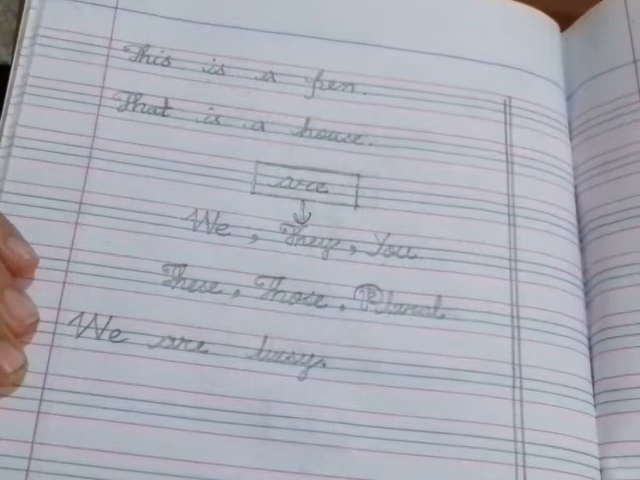 This is a pen.
That is a house.
are
We, They, You
These, Those, Plural
We are busy.